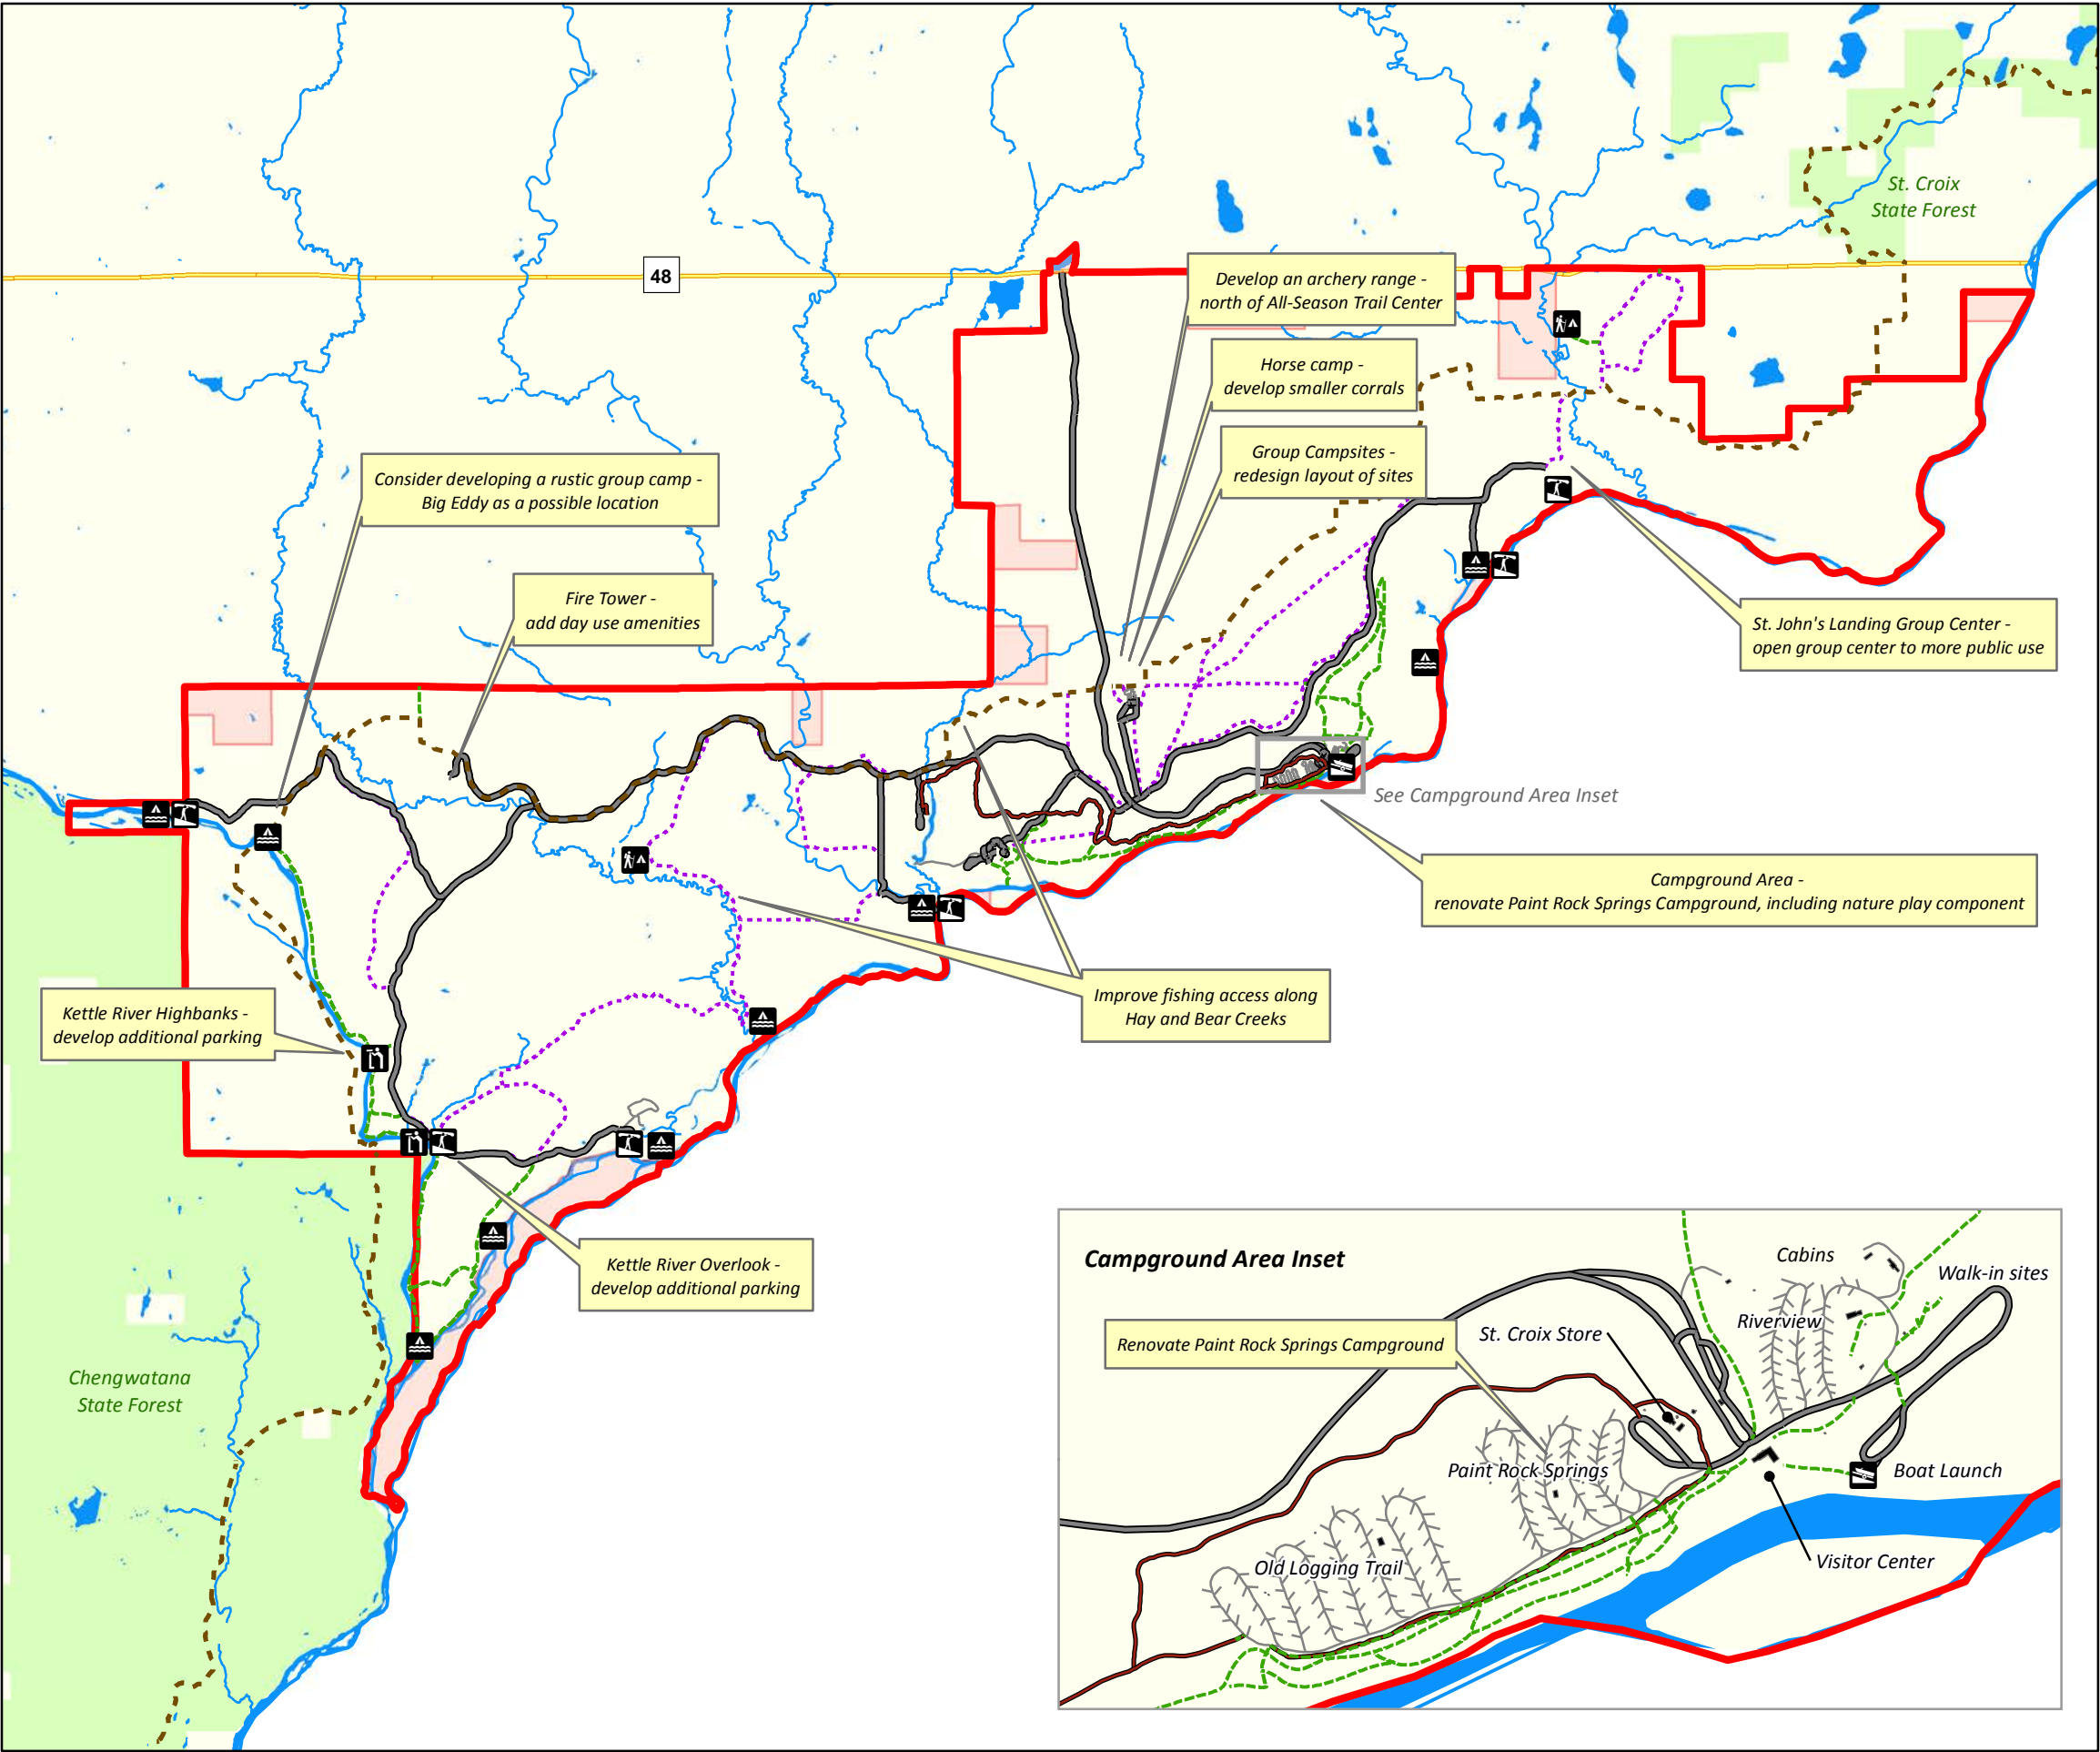 St. Croix
State Forest
48
Develop an archery range -
north of All-Season Trail Center
Horse camp -
develop smaller corrals
Group Campsites -
redesign layout of sites
Consider developing a rustic group camp -
Big Eddy as a possible location
Fire Tower -
add day use amenities
St. John's Landing Group Center -
open group center to more public use
See Campground Area Inset
Campground Area -
renovate Paint Rock Springs Campground, including nature play component
Improve fishing access along
Hay and Bear Creeks
Kettle River Highbanks -
develop additional parking
Kettle River Overlook -
develop additional parking
Chengwatana
State Forest
Campground Area Inset
Cabins
Walk-in sites
Riverview
St. Croix Store
Renovate Paint Rock Springs Campground
Paint Rock Springs
Boat Launch
Old Logging Trail
Visitor Center